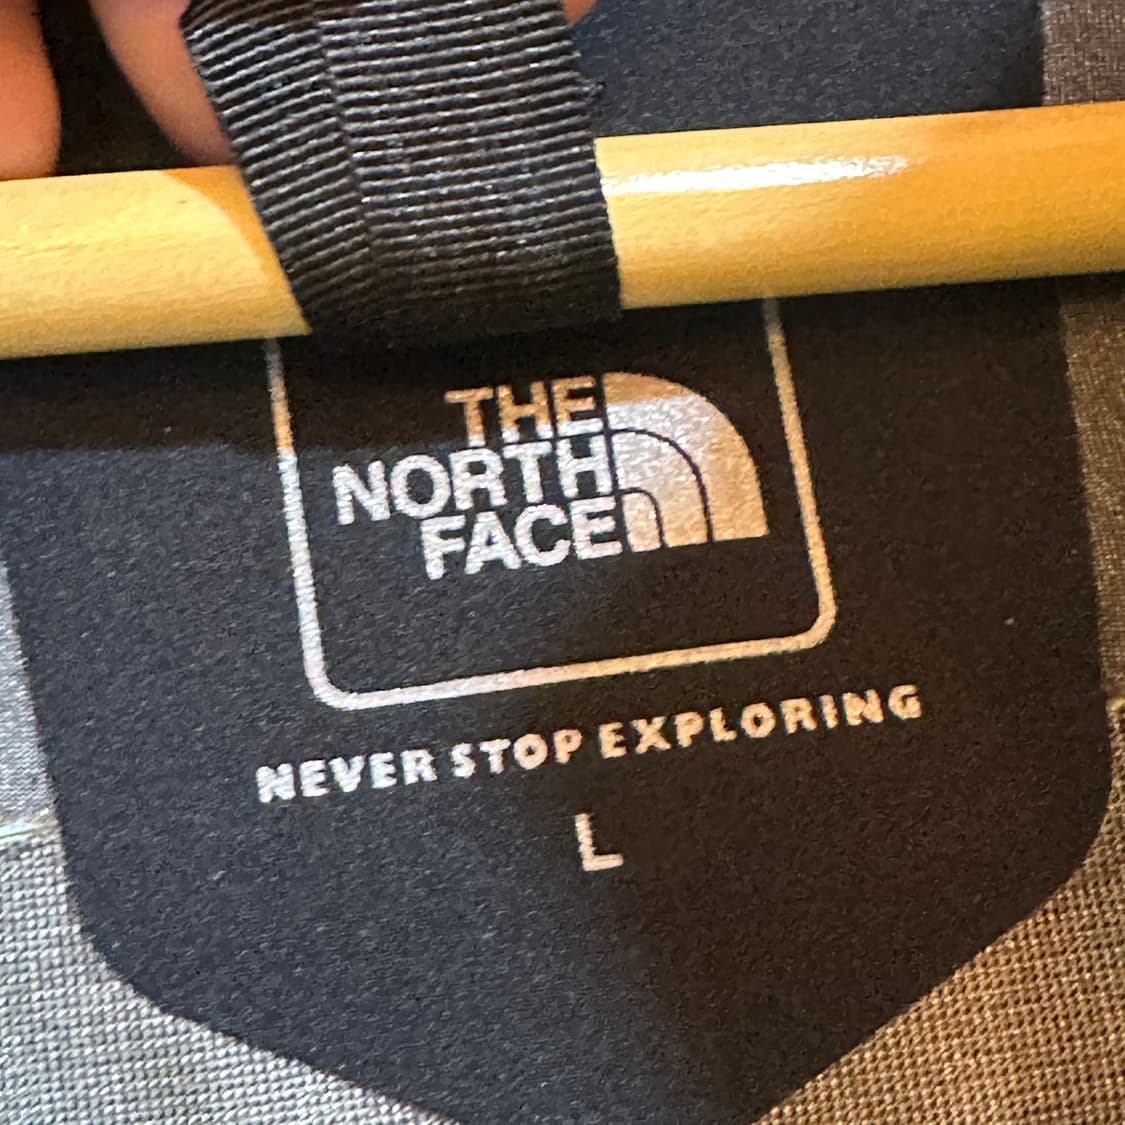 THE
NORTH
FACE
NEVER STOP EXPLORING
L